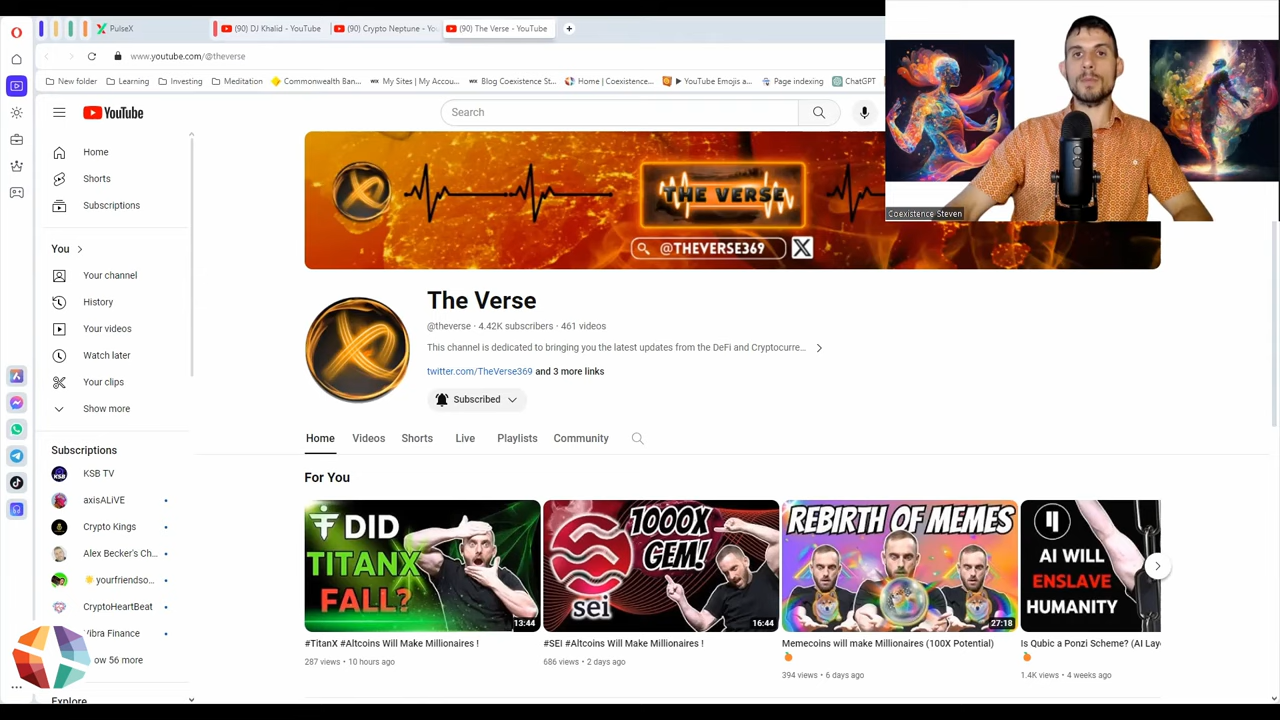 PulseX
(90) DJ Khalid - YouTube
(90) Crypto Neptune - Yo
(90) The Verse - YouTube
www.youtube.com/@theverse
New folder
Learning
Investing
Meditation
Commonwealth Ban...
My Sites | My Accou...
Blog Coexistence St...
Home | Coexistence...
▶ YouTube Emojis a...
Page indexing
ChatGPT
YouTube
Search
Coexistence Steven
Home
Shorts
Subscriptions
You
Your channel
History
Your videos
Watch later
Your clips
Show more
Subscriptions
KSB TV
axisALiVE
Crypto Kings
Alex Becker's Ch...
yourfriendso...
CryptoHeartBeat
Vibra Finance
ow 56 more
Explore
THE VERSE
@THEVERSE369
The Verse
@theverse · 4.42K subscribers · 461 videos
This channel is dedicated to bringing you the latest updates from the DeFi and Cryptocurre...
twitter.com/TheVerse369 and 3 more links
Subscribed
Home
Videos
Shorts
Live
Playlists
Community
For You
DID
TITANX
FALL?
13:44
#TitanX #Altcoins Will Make Millionaires !
287 views • 10 hours ago
1000X
GEM!
sei
16:44
#SEI #Altcoins Will Make Millionaires !
686 views • 2 days ago
REBIRTH OF MEMES
27:18
Memecoins will make Millionaires (100X Potential)
394 views • 6 days ago
AI WILL
ENSLAVE
HUMANITY
Is Qubic a Ponzi Scheme? (AI Lay
1.4K views • 4 weeks ago